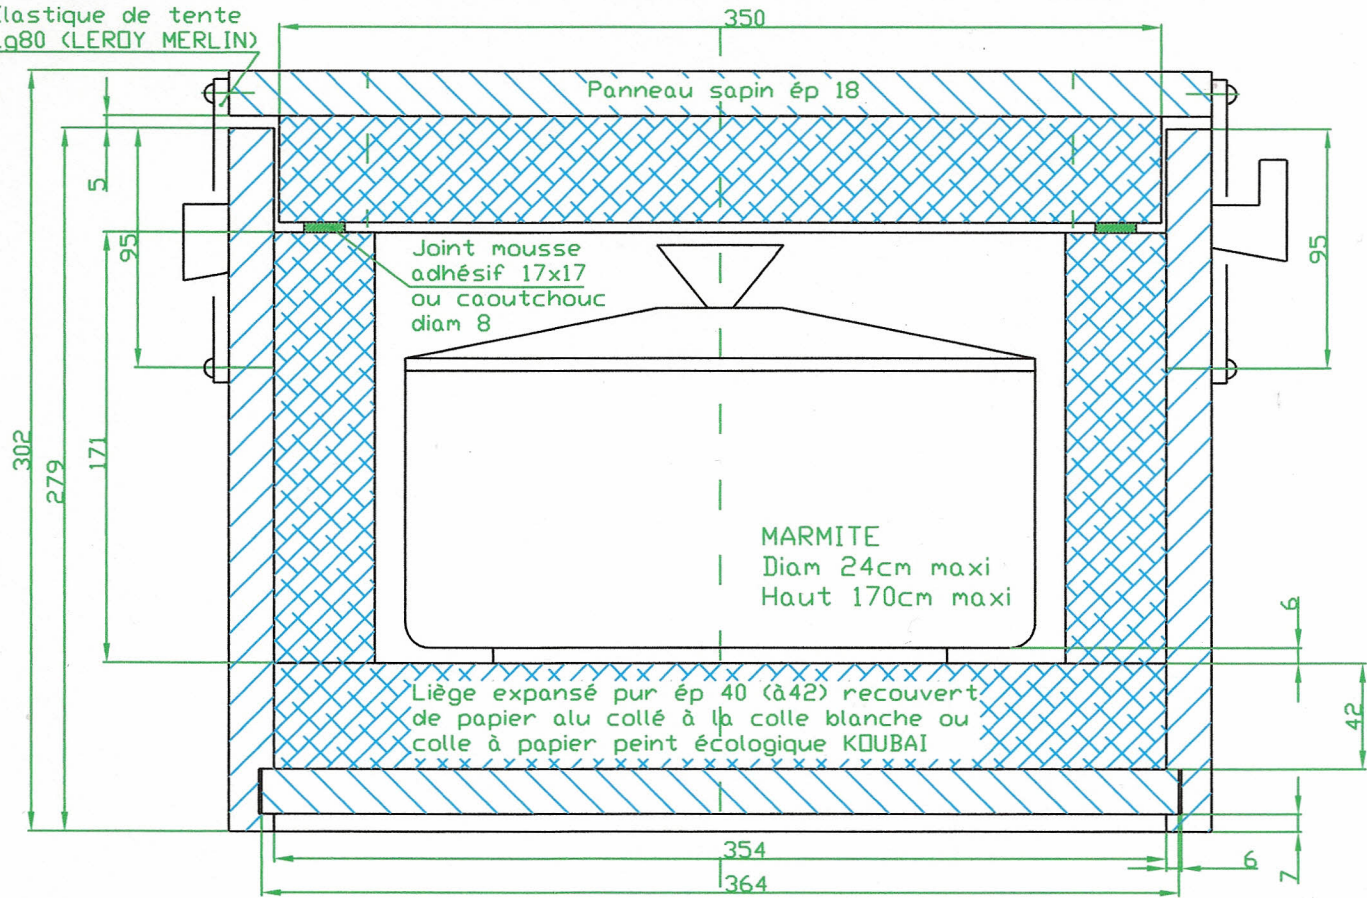 lastique de tente
g80 (LEROY MERLIN)
350
Panneau sapin ép 18
5
95
95
Joint mousse
adhésif 17x17
ou caoutchouc
diam 8
302
279
171
MARMITE
Diam 24cm maxi
Haut 170cm maxi
6
Liège expansé pur ép 40 (à42) recouvert
de papier alu collé à la colle blanche ou
colle à papier peint écologique KOUBAI
42
354
6
7
364